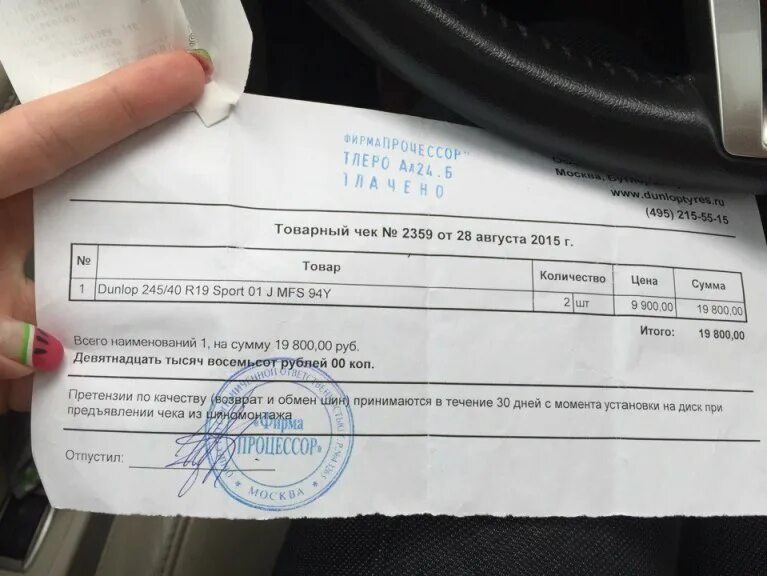 ФИРМАПРОЦЕССОР"
ТЛЕРО Ал24.Б
ТЛАЧЕНО
Москва,
www.dunloptyres.ru
(495) 215-55-15
Товарный чек № 2359 от 28 августа 2015 г.
№ Товар Количество Цена Сумма
1 Dunlop 245/40 R19 Sport 01 J MFS 94Y 2 шт 9 900,00 19 800,00
Итого: 19 800,00
Всего наименований 1, на сумму 19 800,00 руб.
Девятнадцать тысяч восемьсот рублей 00 коп.
Претензии по качеству (возврат и обмен шин) принимаются в течение 30 дней с момента установки на диск при
предъявлении чека из шиномонтажа
Отпустил:
ОТВЕТСТВЕННОСТЬЮ
«Фирма
ПРОЦЕССОР»
МОСКВА